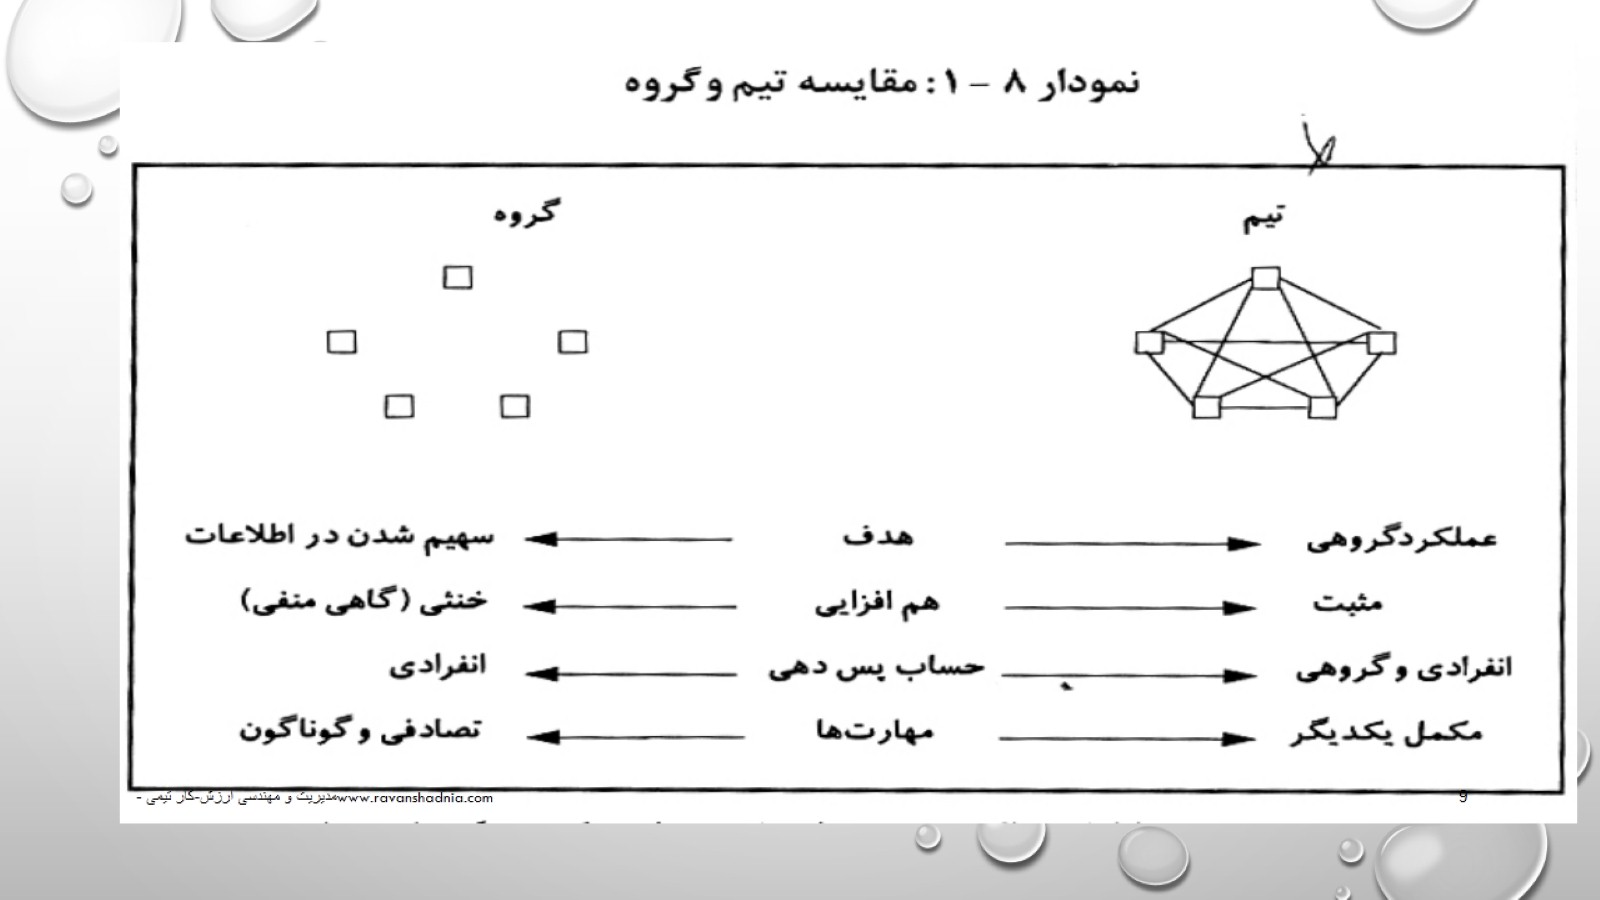 نمودار ۸ – ۱: مقایسه تیم و گروه
تیم
گروه
عملکرد گروهی
هدف
سهیم شدن در اطلاعات
مثبت
هم افزایی
خنثی (گاهی منفی)
انفرادی و گروهی
حساب پس دهی
انفرادی
مکمل یکدیگر
مهارت‌ها
تصادفی و گوناگون
مدیریت و مهندسی ارزش-کار تیمی - www.ravanshadnia.com
9